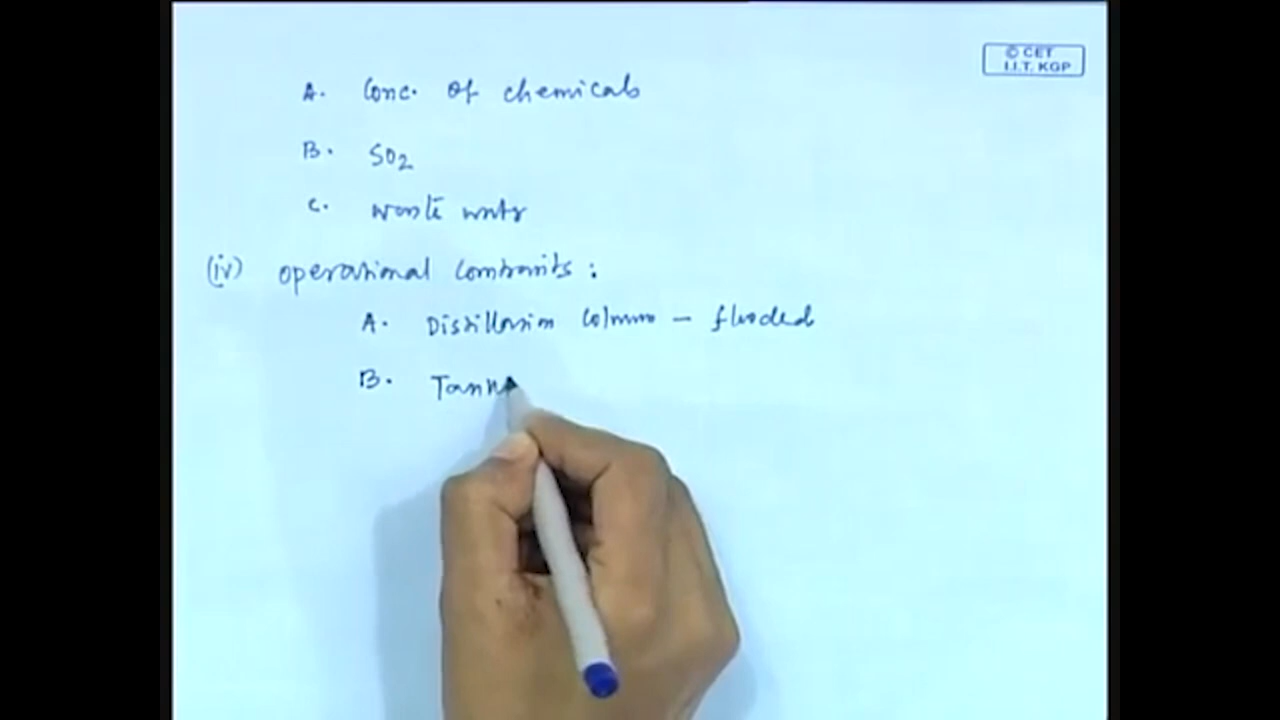 © CET
I.I.T. KGP
A. Conc. of chemicals
B. SO2
C. Waste water
(iv) Operational Constraints :
A. Distillation Column - flooded
B. Tank